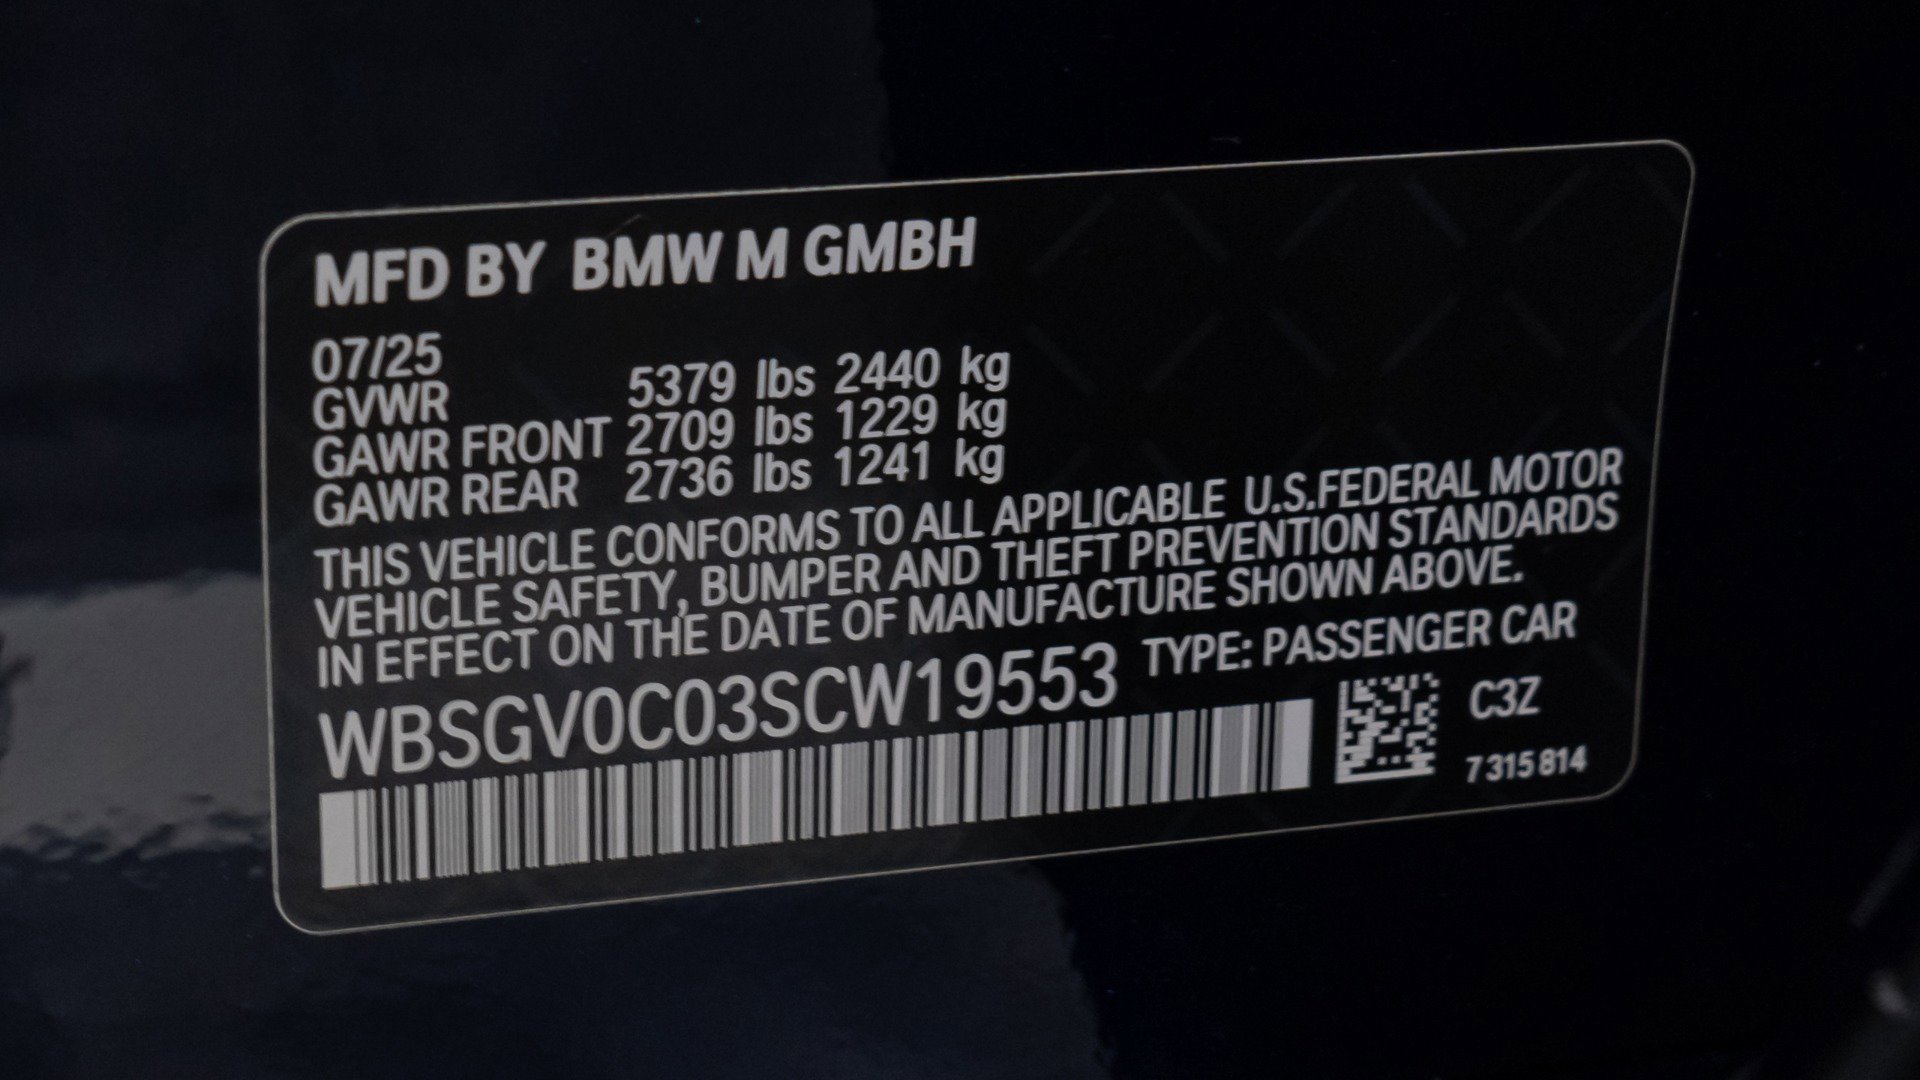 MFD BY BMW M GMBH
07/25
GVWR 5379 lbs 2440 kg
GAWR FRONT 2709 lbs 1229 kg
GAWR REAR 2736 lbs 1241 kg
THIS VEHICLE CONFORMS TO ALL APPLICABLE U.S.FEDERAL MOTOR
VEHICLE SAFETY, BUMPER AND THEFT PREVENTION STANDARDS
IN EFFECT ON THE DATE OF MANUFACTURE SHOWN ABOVE.
WBSGV0C03SCW19553 TYPE: PASSENGER CAR
C3Z
7 315 814